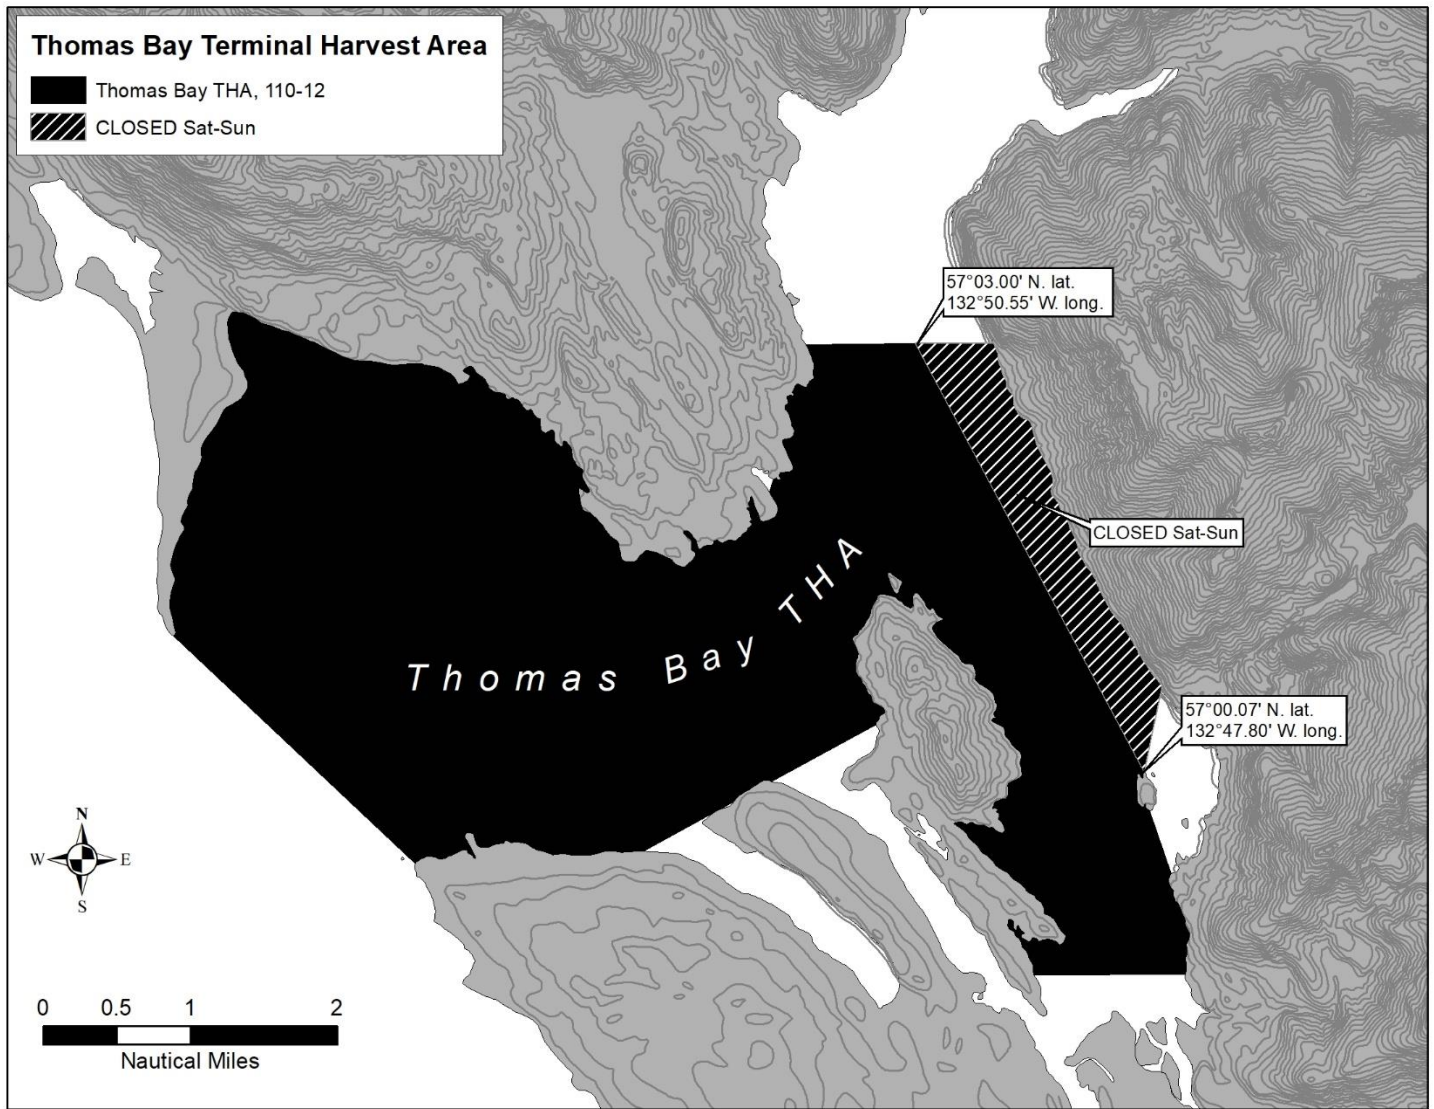 Thomas Bay Terminal Harvest Area
Thomas Bay THA, 110-12
CLOSED Sat-Sun
57°03.00' N. lat.
132°50.55' W. long.
CLOSED Sat-Sun
Thomas Bay THA
57°00.07' N. lat.
132°47.80' W. long.
N
W E
S
0 0.5 1 2
Nautical Miles